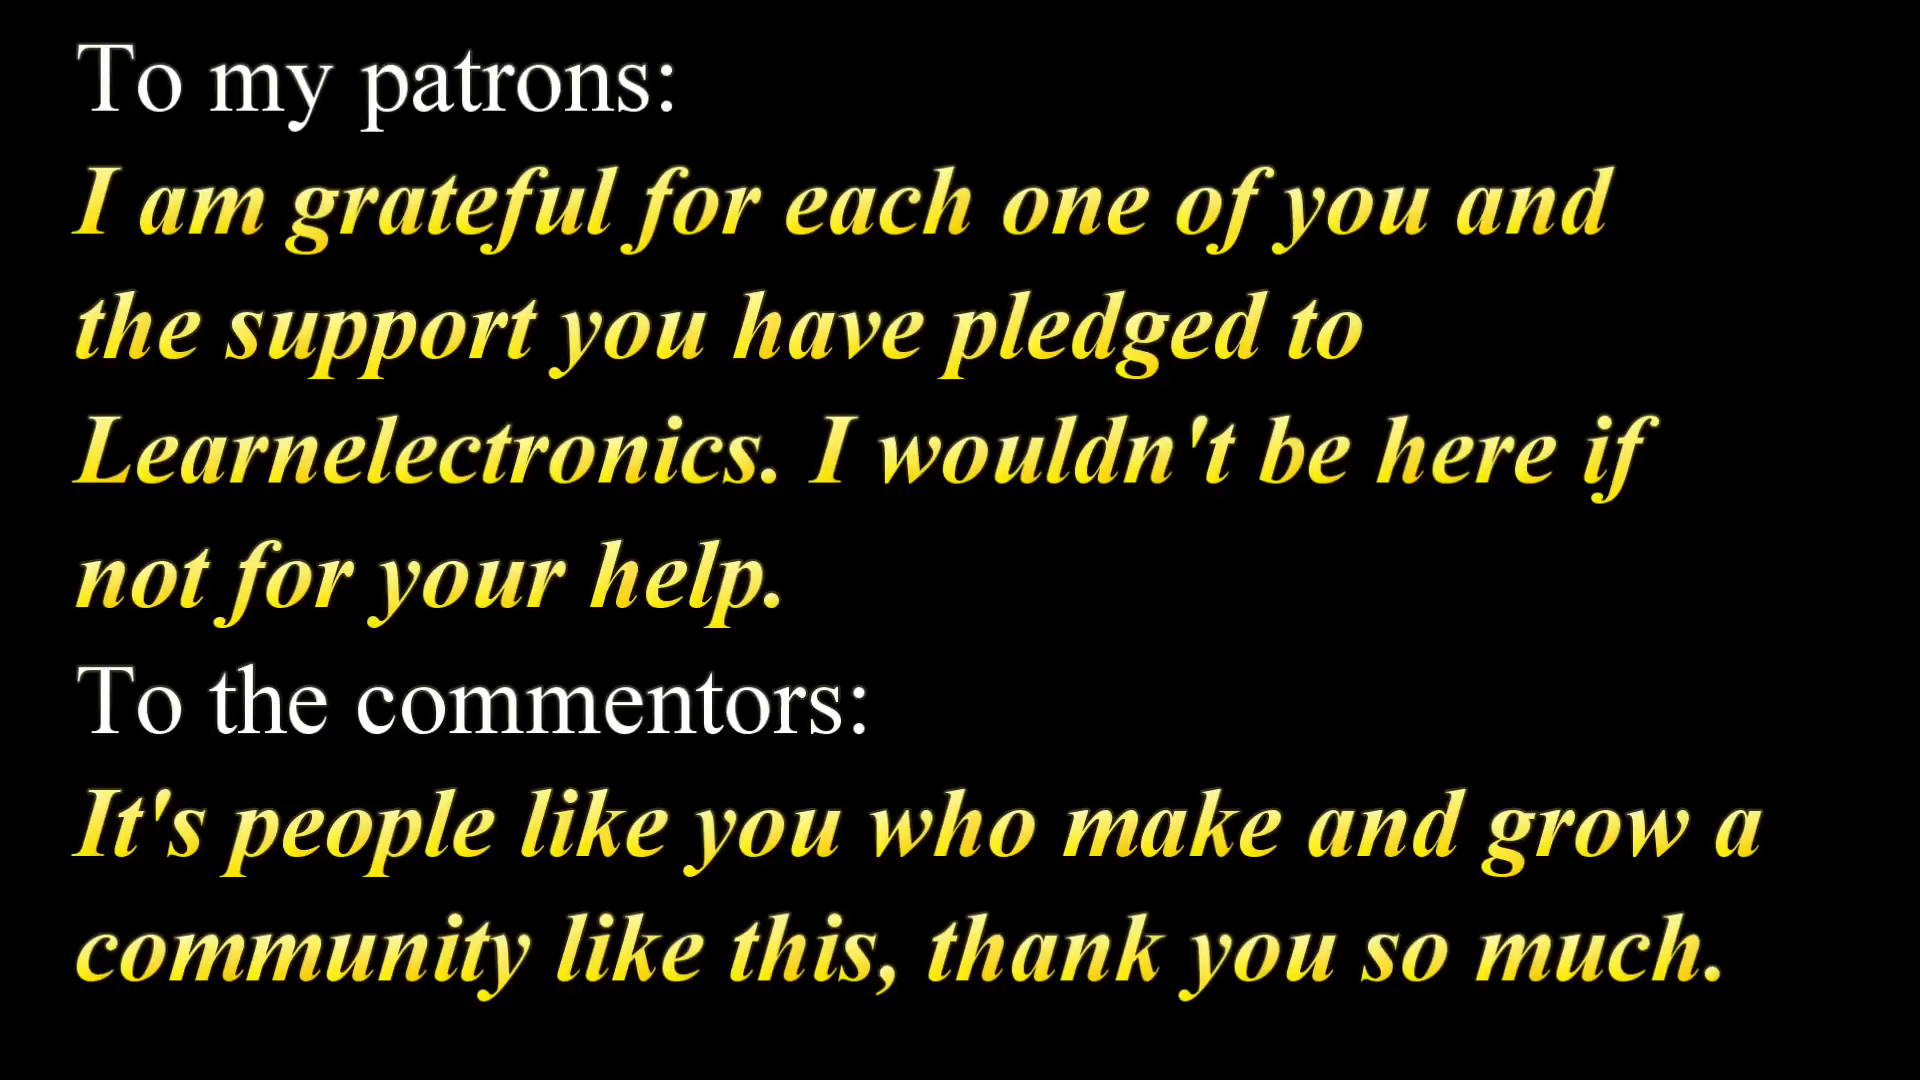 To my patrons:
I am grateful for each one of you and
the support you have pledged to
Learnelectronics. I wouldn't be here if
not for your help.
To the commentors:
It's people like you who make and grow a
community like this, thank you so much.